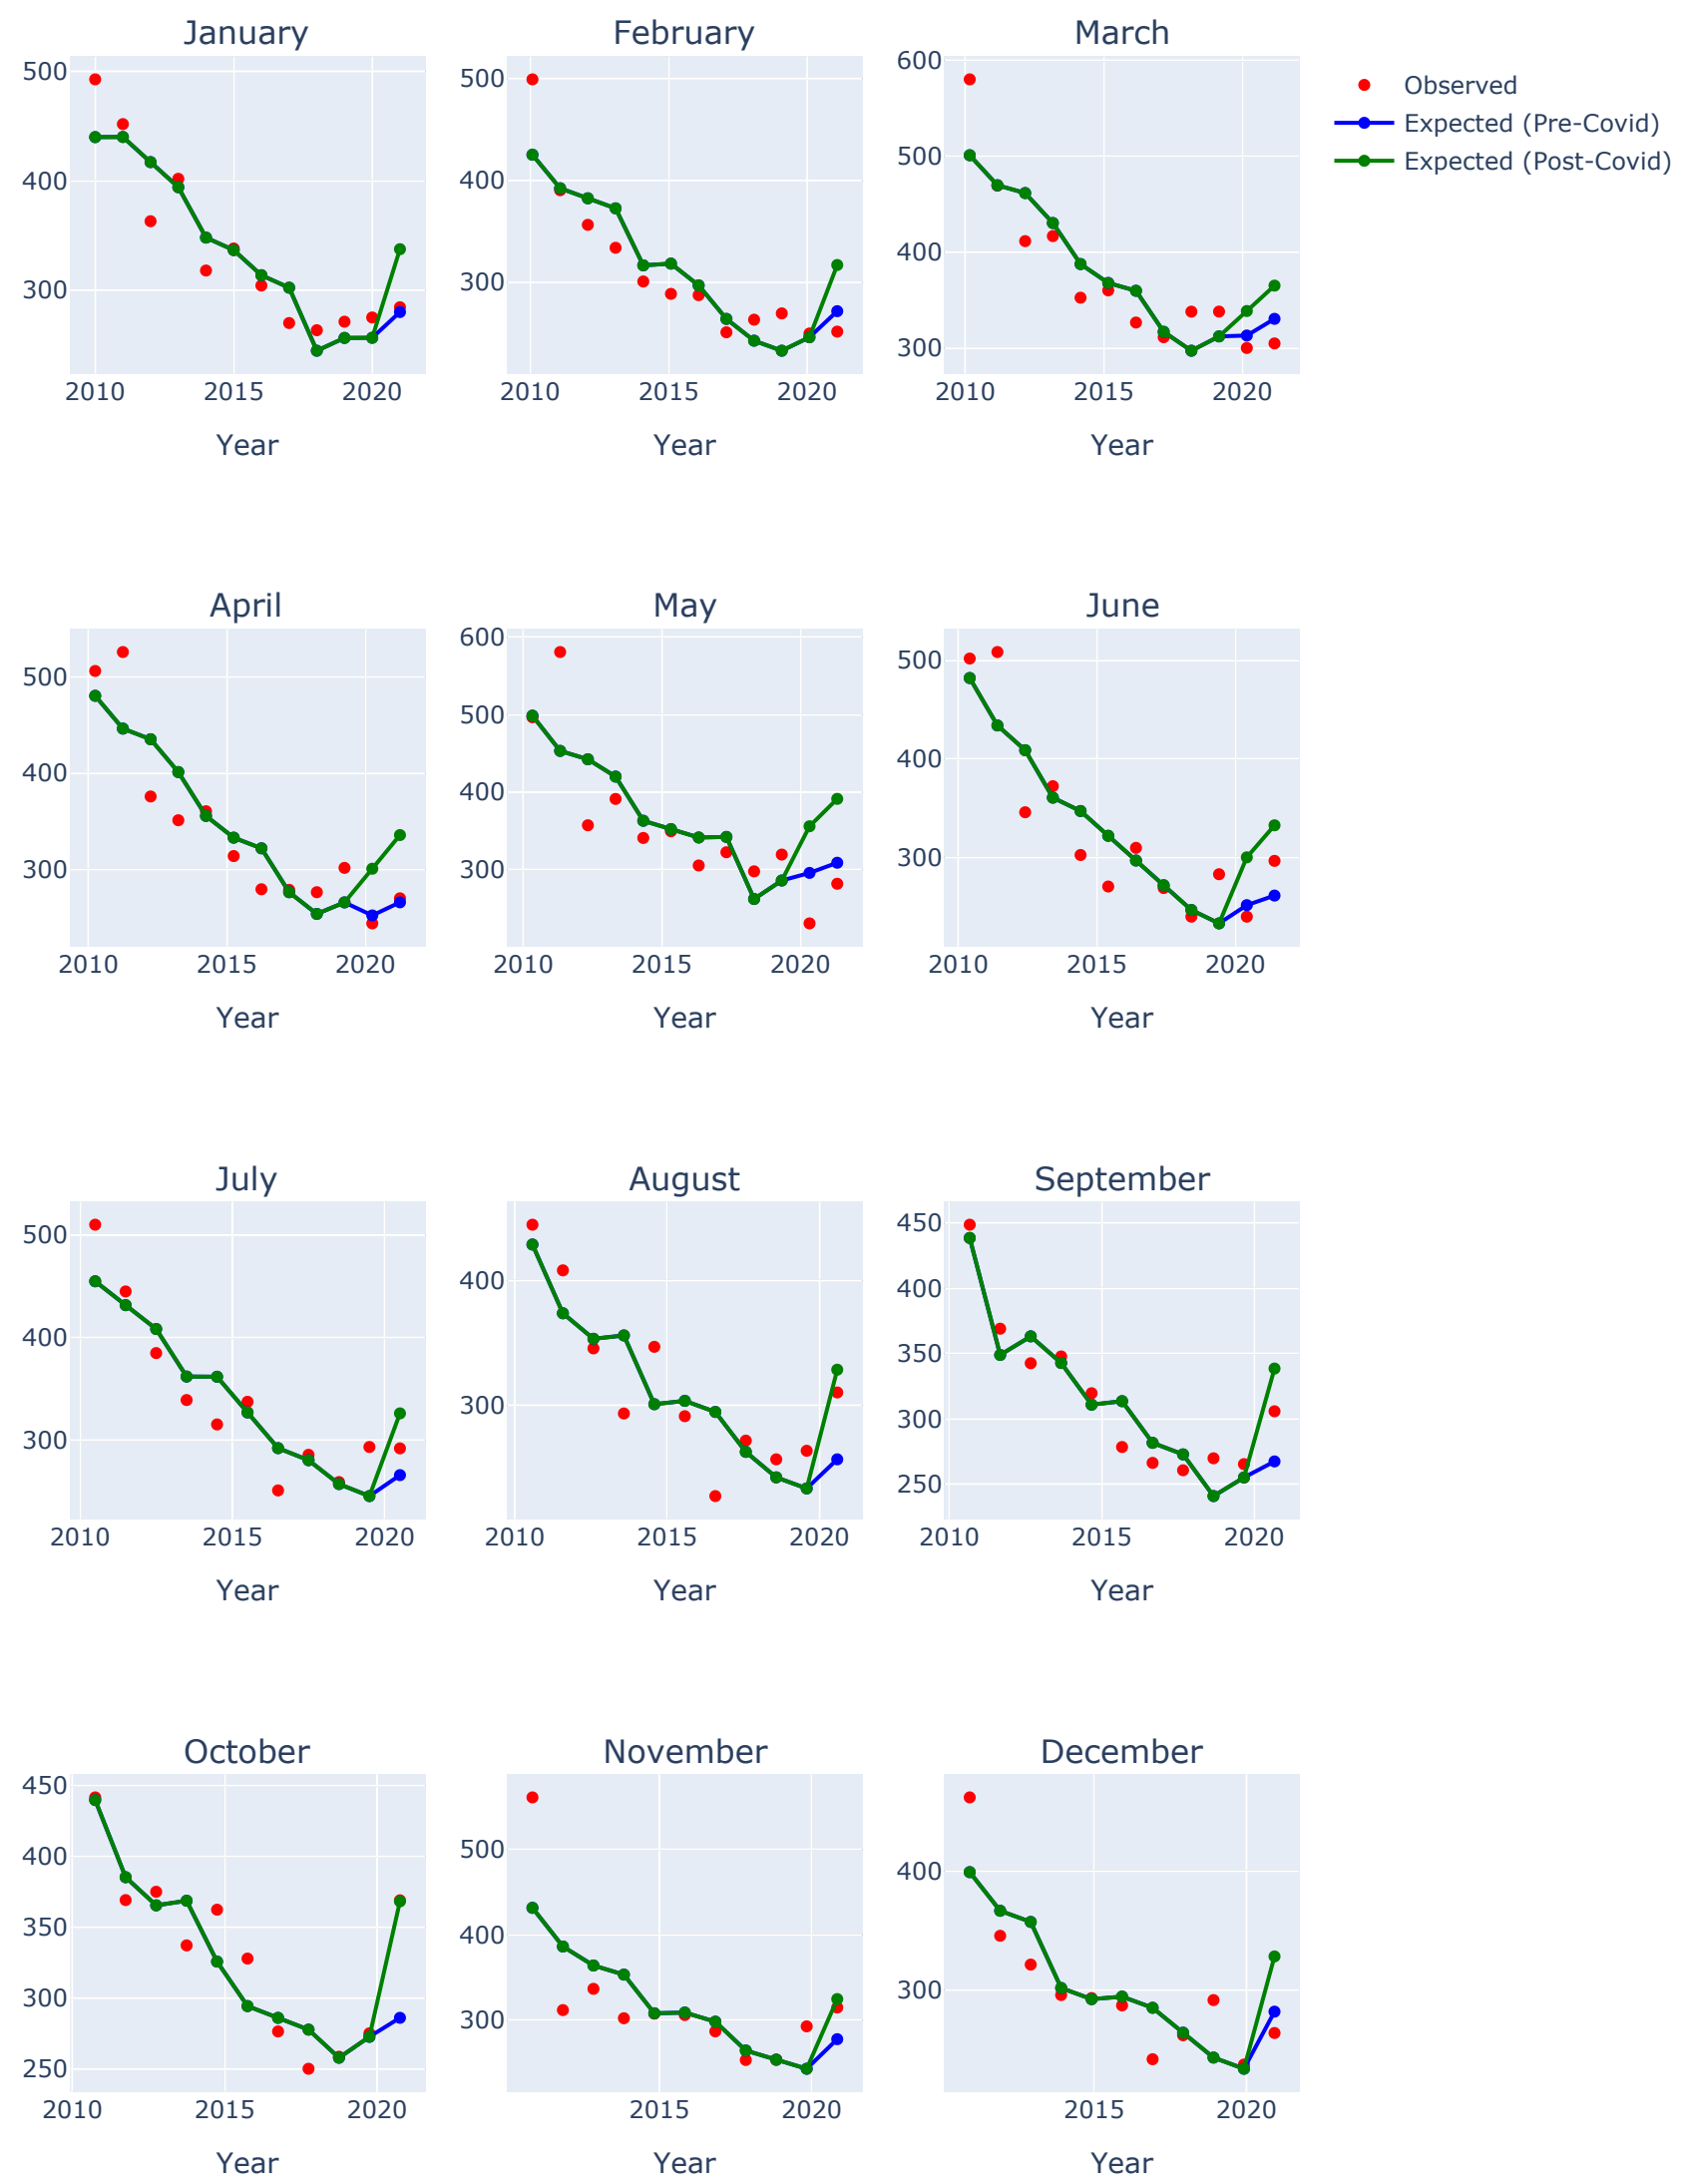 January
February
March
Observed
Expected (Pre-Covid)
Expected (Post-Covid)
500
400
300
2010
2015
2020
Year
500
400
300
2010
2015
2020
Year
600
500
400
300
2010
2015
2020
Year
April
May
June
500
400
300
2010
2015
2020
Year
600
500
400
300
2010
2015
2020
Year
500
400
300
2010
2015
2020
Year
July
August
September
500
400
300
2010
2015
2020
Year
400
300
2010
2015
2020
Year
450
400
350
300
250
2010
2015
2020
Year
October
November
December
450
400
350
300
250
2010
2015
2020
Year
500
400
300
2015
2020
Year
400
300
2015
2020
Year